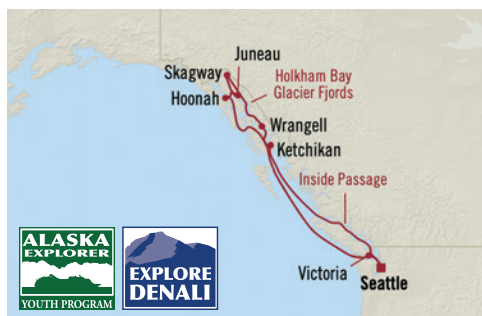 Juneau
Skagway
Holkham Bay
Glacier Fjords
Hoonah
Wrangell
Ketchikan
Inside Passage
Victoria
Seattle
ALASKA
EXPLORER
YOUTH PROGRAM
EXPLORE
DENALI